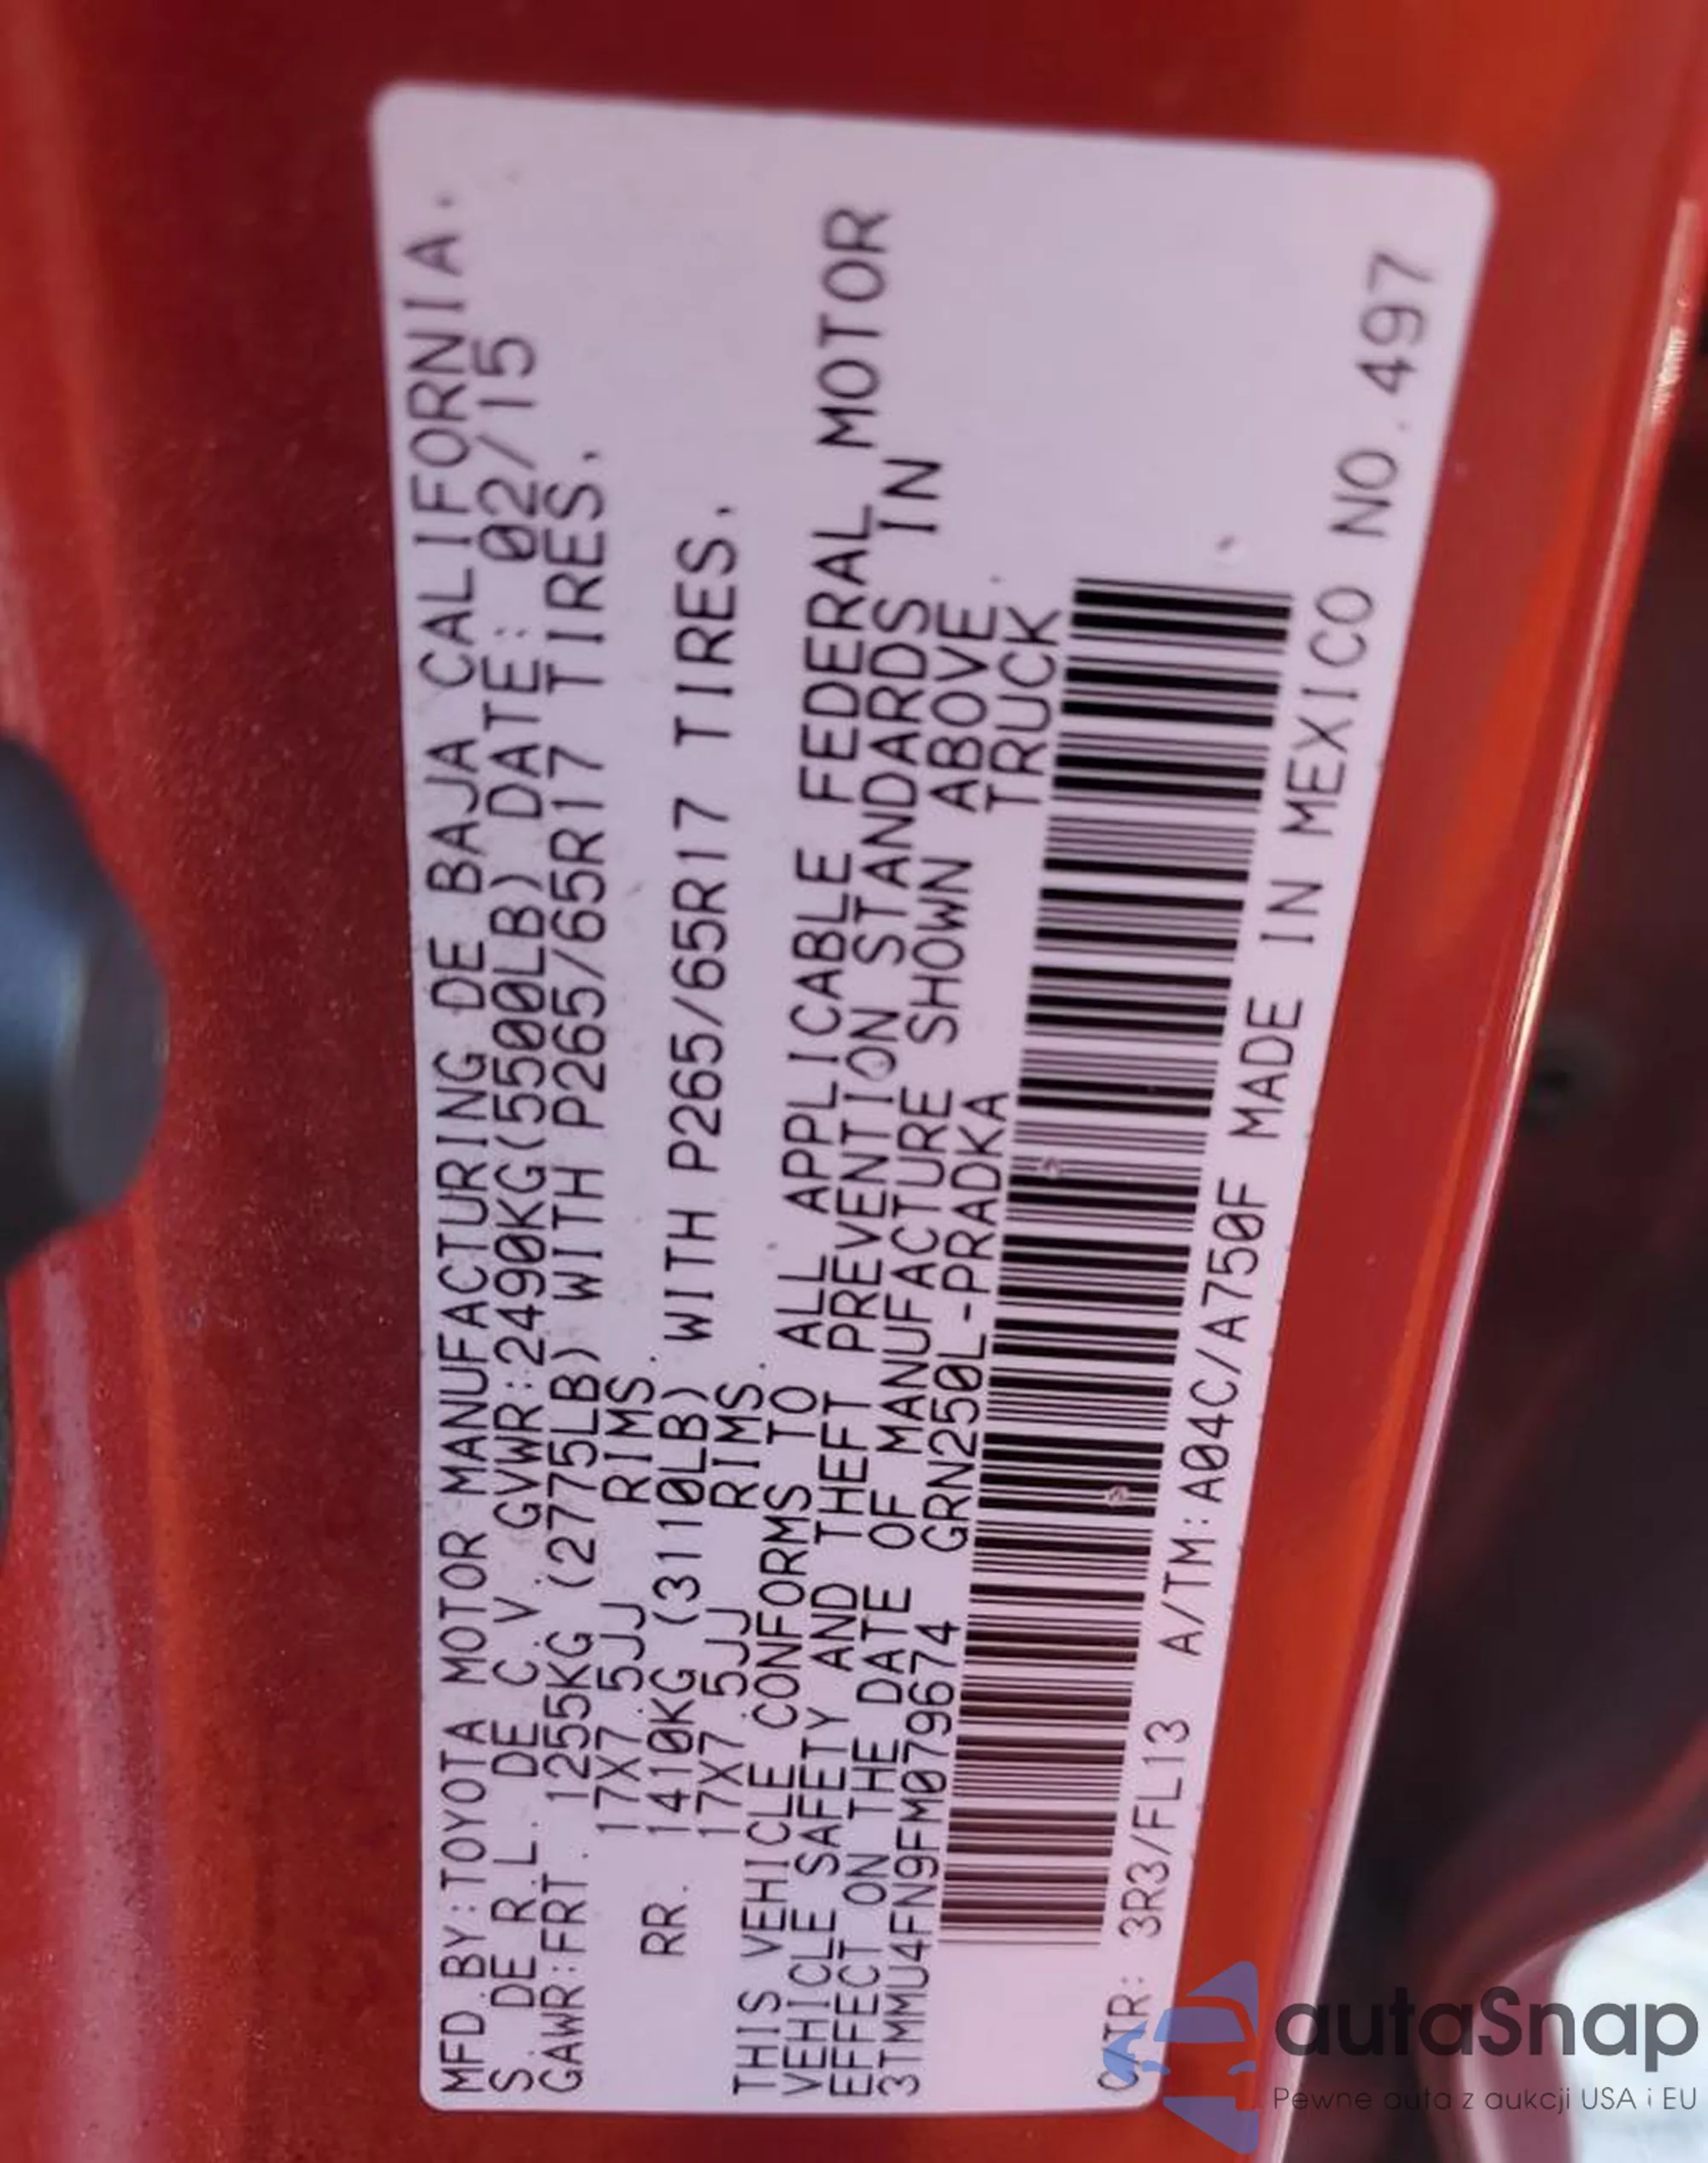 MFD.BY:TOYOTA MOTOR MANUFACTURING DE BAJA CALIFORNIA.
S. DE R.L. DE C.V. GVWR:2490KG(5500LB) DATE: 02/15
GAWR:FRT. 1255KG (2775LB) WITH P265/65R17 TIRES.
17X7.5JJ RIMS.
RR. 1410KG (3110LB) WITH P265/65R17 TIRES.
17X7.5JJ RIMS.
THIS VEHICLE CONFORMS TO ALL APPLICABLE FEDERAL MOTOR
VEHICLE SAFETY AND THEFT PREVENTION STANDARDS IN
EFFECT ON THE DATE OF MANUFACTURE SHOWN ABOVE.
3TMMU4FN9FM079674 GRN250L-PRADKA TRUCK
C/TR: 3R3/FL13 A/TM:A04C/A750F MADE IN MEXICO NO.497
autaSnap
Pewne auta z aukcji USA i EU